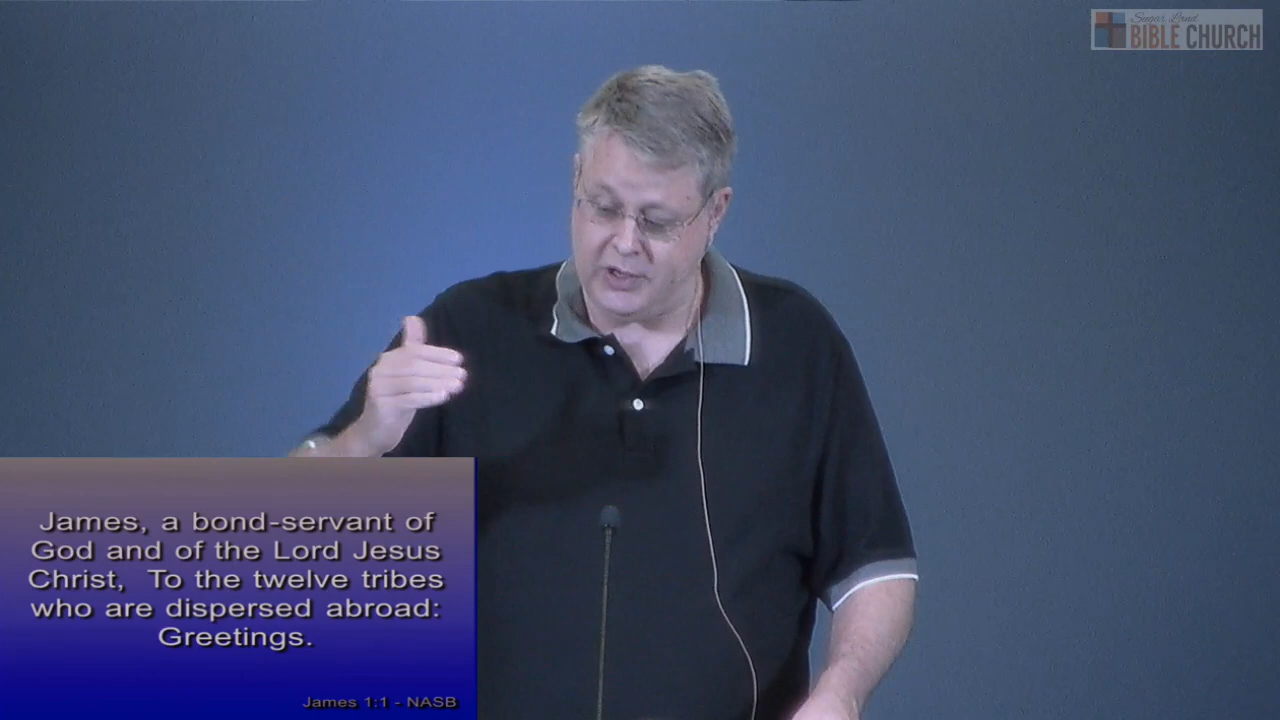 Sugar Land
BIBLE CHURCH
James, a bond-servant of
God and of the Lord Jesus
Christ, To the twelve tribes
who are dispersed abroad:
Greetings.
James 1:1 - NASB